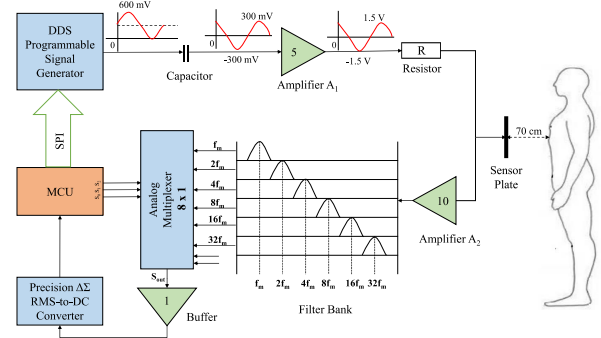 600 mV
0
DDS
Programmable
Signal
Generator
300 mV
0
-300 mV
Capacitor
5
Amplifier A1
1.5 V
0
-1.5 V
R
Resistor
SPI
70 cm
Sensor
Plate
MCU
Analog
Multiplexer
8 x 1
fm
2fm
4fm
8fm
16fm
32fm
10
Amplifier A2
Sout
fm 2fm 4fm 8fm 16fm 32fm
Filter Bank
Precision ΔΣ
RMS-to-DC
Converter
1
Buffer